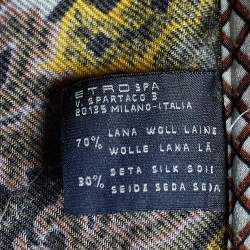 ETRO SPA
V. SPARTACO 3
20135 MILANO-ITALIA
70% LANA WOLL LAINE
WOLLE LANA LÃ
30% SETA SILK SOIE
SEIDE SEDA SEDA